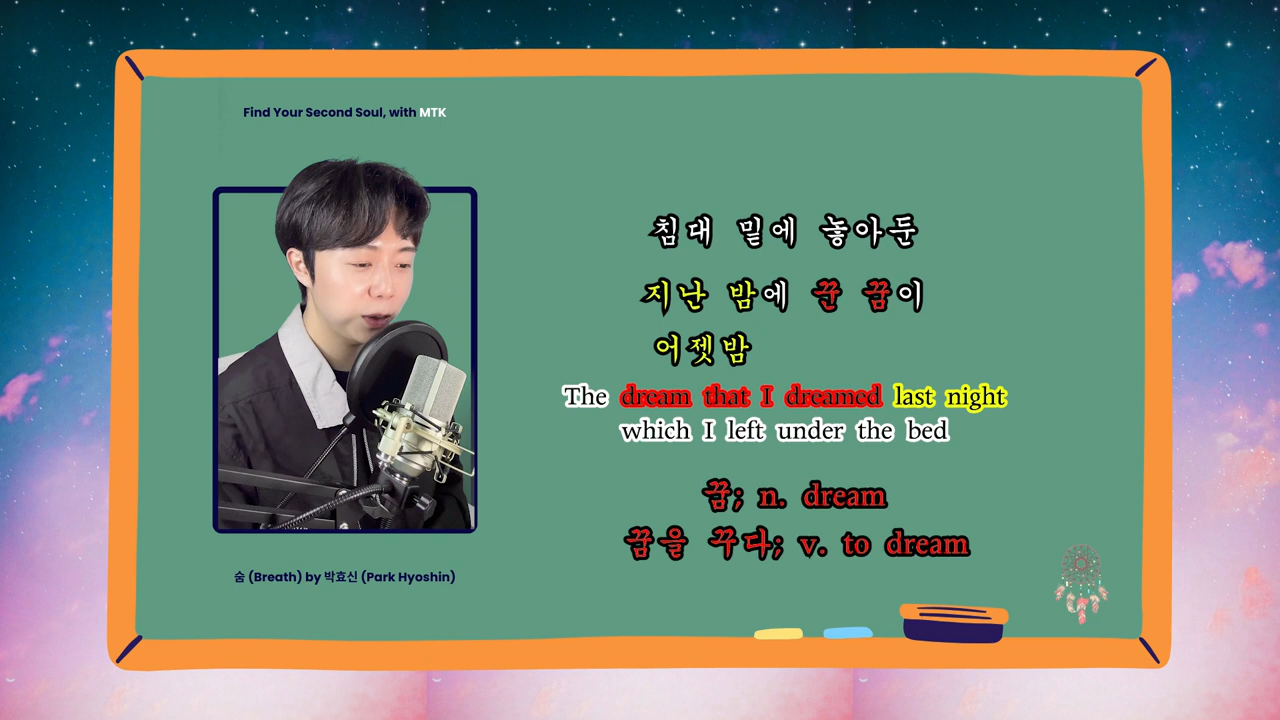 Find Your Second Soul, with MTK
침대 밑에 놓아둔
지난 밤에 꾼 꿈이
어젯밤
The dream that I dreamed last night
which I left under the bed
꿈; n. dream
꿈을 꾸다; v. to dream
숨 (Breath) by 박효신 (Park Hyoshin)